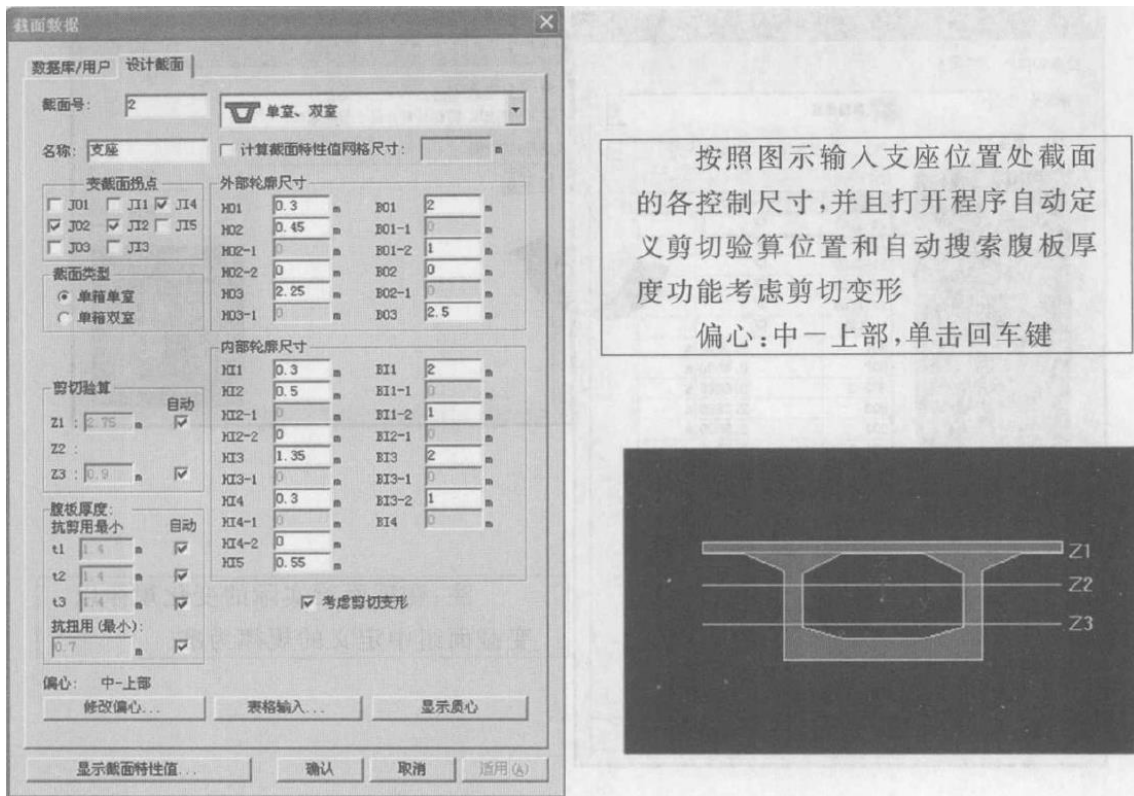 截面数据
数据库/用户 设计截面
截面号: 2 单室、双室
名称: 支座 计算截面特性值网格尺寸: m
变截面拐点
JO1 JI1 JI4
JO2 JI2 JI5
JO3 JI3
截面类型
单箱单室
单箱双室
外部轮廓尺寸
HO1 0.3 m BO1 2 m
HO2 0.45 m BO1-1 0 m
HO2-1 0 m BO1-2 1 m
HO2-2 0 m BO2 0 m
HO3 2.25 m BO2-1 0 m
HO3-1 0 m BO3 2.5 m
内部轮廓尺寸
HI1 0.3 m BI1 2 m
HI2 0.5 m BI1-1 0 m
HI2-1 0 m BI1-2 1 m
HI2-2 0 m BI2-1 0 m
HI3 1.35 m BI3 2 m
HI3-1 0 m BI3-1 0 m
HI4 0.3 m BI3-2 1 m
HI4-1 0 m BI4 0 m
HI4-2 0 m
HI5 0.55 m
考虑剪切变形
剪切验算
自动
Z1 : 2.75 m
Z2 :
Z3 : 0.9 m
腹板厚度:
抗剪用最小 自动
t1 1.4 m
t2 1.4 m
t3 1.4 m
抗扭用(最小):
0.7 m
偏心: 中-上部
修改偏心... 表格输入... 显示质心
显示截面特性值... 确认 取消 适用(A)
按照图示输入支座位置处截面
的各控制尺寸,并且打开程序自动定
义剪切验算位置和自动搜索腹板厚
度功能考虑剪切变形
偏心:中-上部,单击回车键
Z1
Z2
Z3